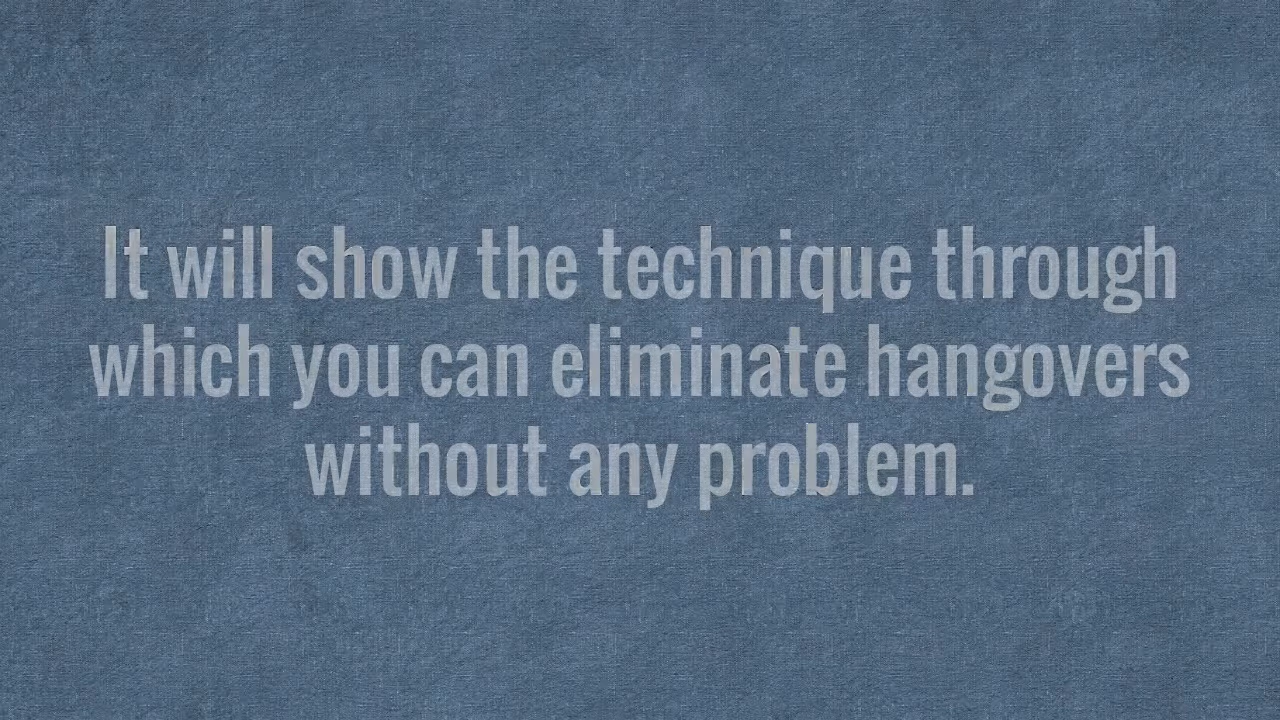 It will show the technique through
which you can eliminate hangovers
without any problem.